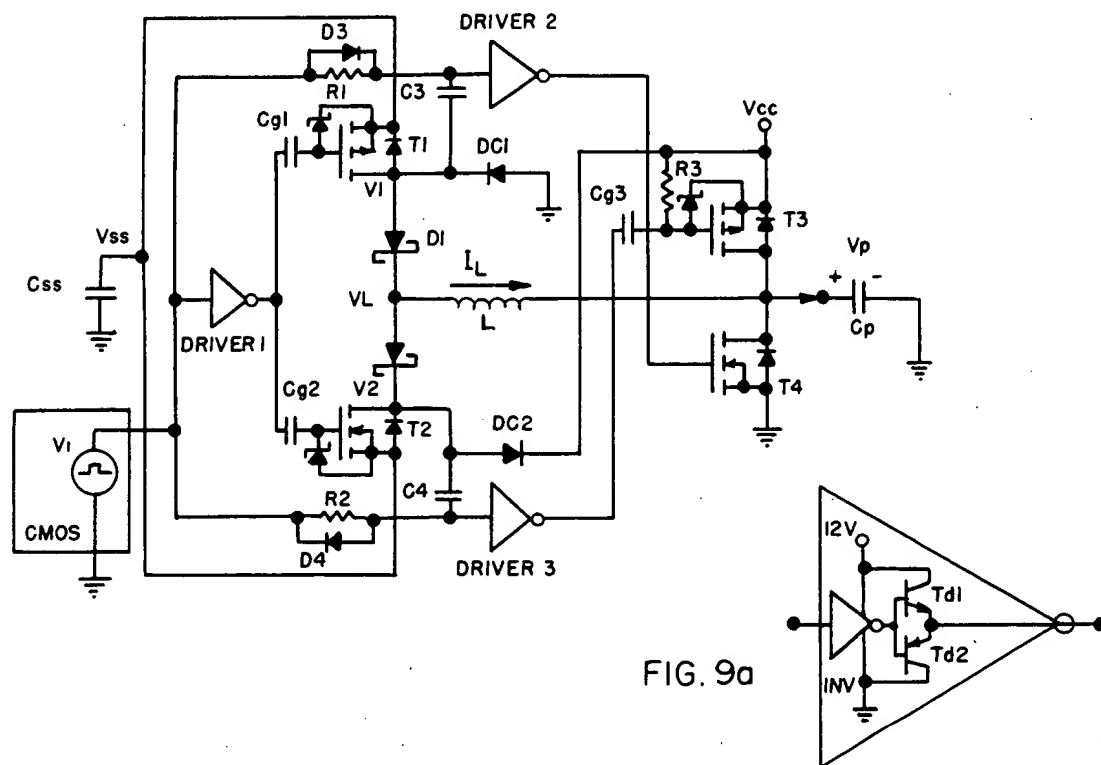 DRIVER 2
D3
R1
C3
Vcc
Cg1
T1
DC1
R3
V1
Cg3
T3
Vss
D1
Vp
Css
IL
+
-
VL
L
Cp
DRIVER 1
V2
T4
Cg2
T2
DC2
VI
R2
C4
CMOS
D4
DRIVER 3
12V
Td1
Td2
INV
FIG. 9a